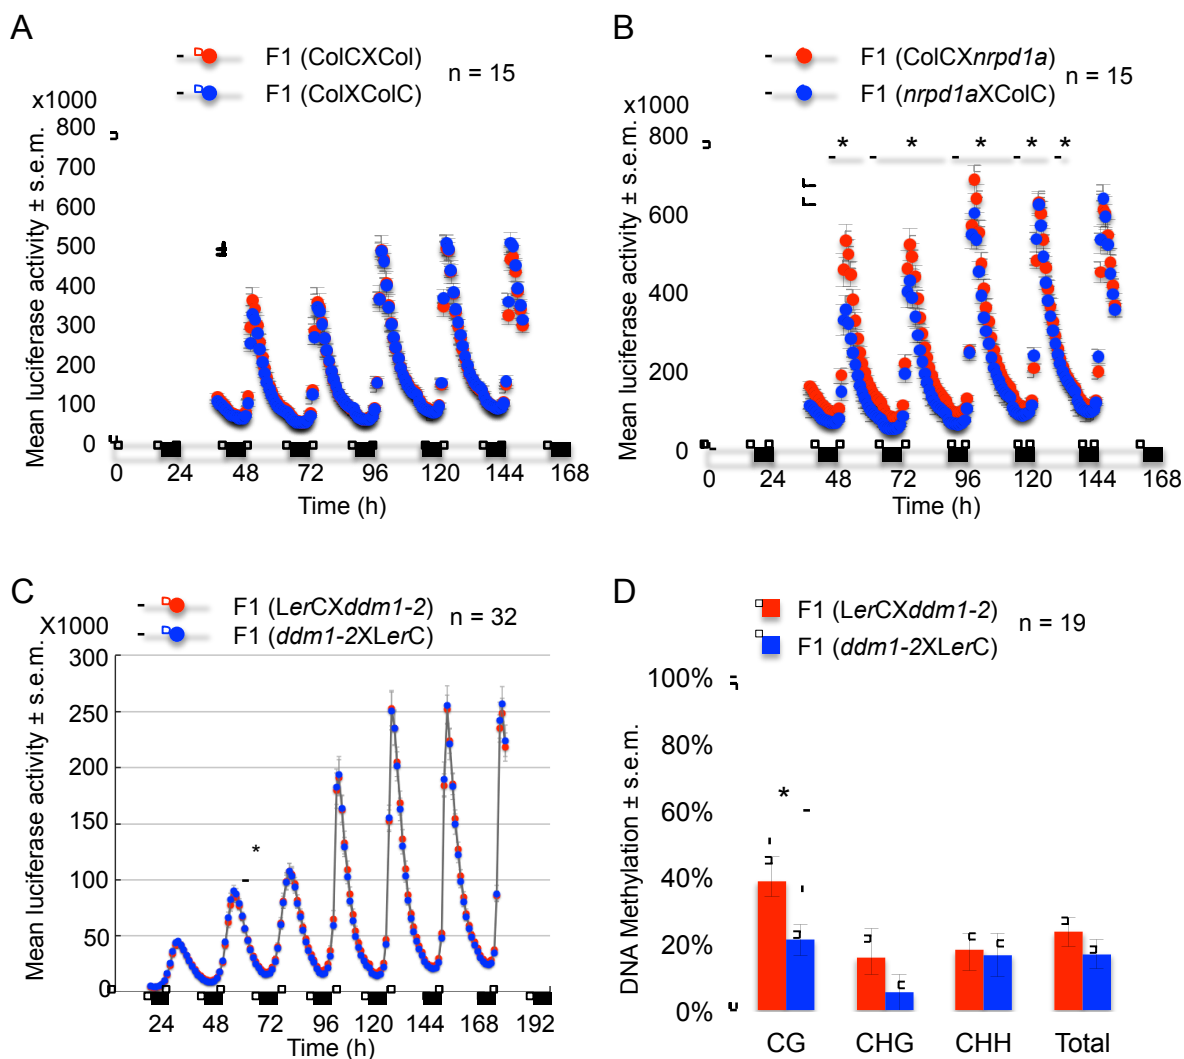 A
F1 (ColCXCol)
F1 (ColXColC)
n = 15
x1000
Mean luciferase activity ± s.e.m.
800
700
600
500
400
300
200
100
0
0 24 48 72 96 120 144 168
Time (h)
B
F1 (ColCXnrpd1a)
F1 (nrpd1aXColC)
n = 15
x1000
Mean luciferase activity ± s.e.m.
800
600
400
200
0
* * * * *
0 24 48 72 96 120 144 168
Time (h)
C
F1 (LerCXddm1-2)
F1 (ddm1-2XLerC)
n = 32
X1000
Mean luciferase activity ± s.e.m.
300
250
200
150
100
50
0
*
24 48 72 96 120 144 168 192
Time (h)
D
F1 (LerCXddm1-2)
F1 (ddm1-2XLerC)
n = 19
DNA Methylation ± s.e.m.
100%
80%
60%
40%
20%
0%
*
CG CHG CHH Total